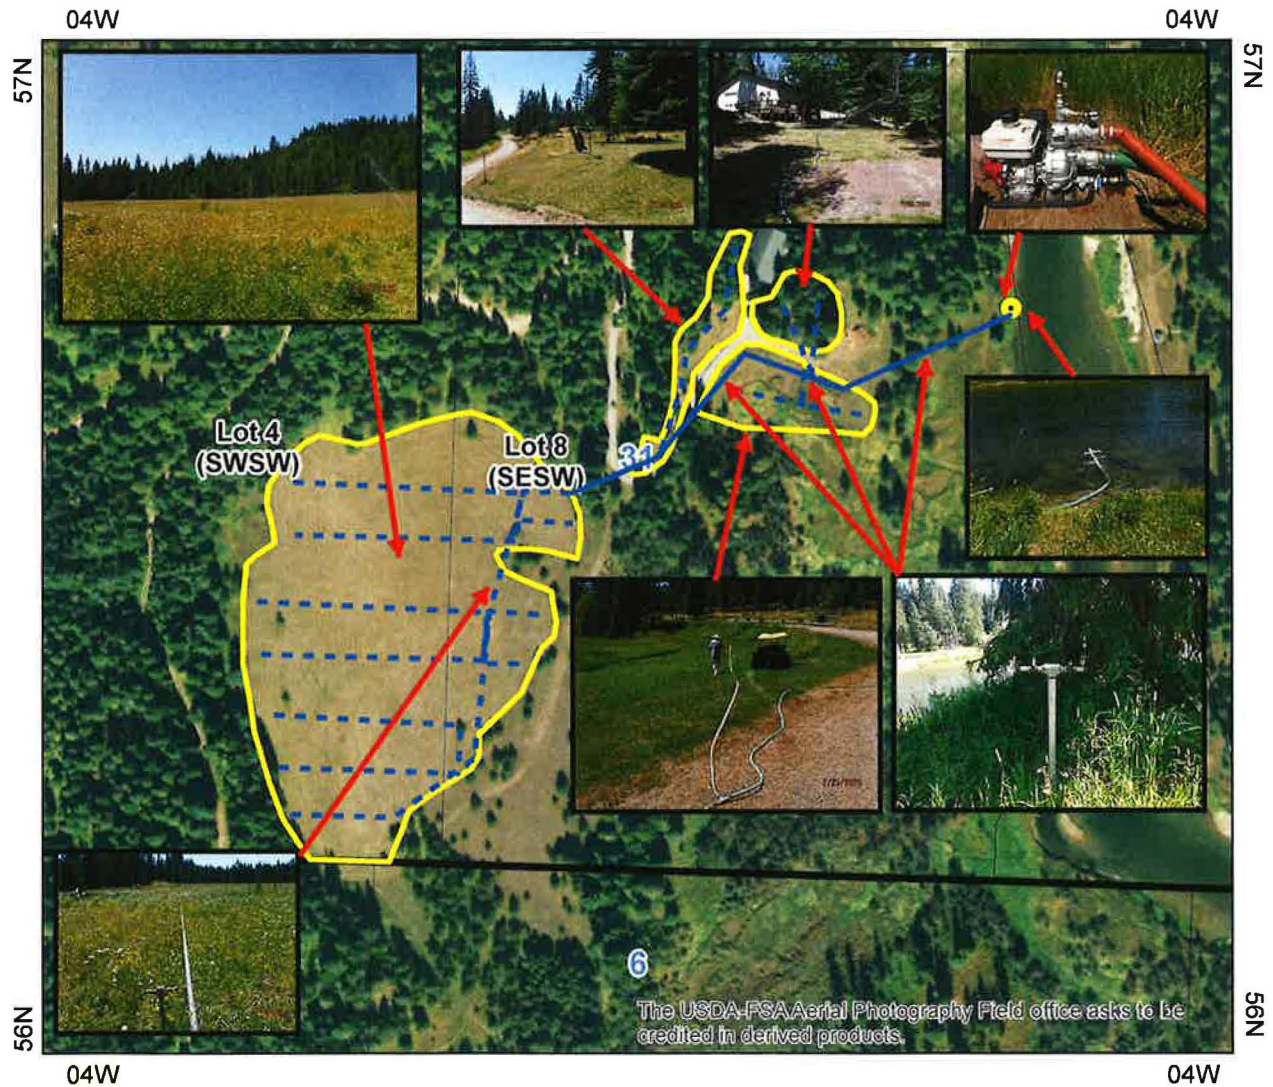 04W
04W
57N
57N
Lot 4
(SWSW)
Lot 8
(SESW)
31
6
The USDA-FSA Aerial Photography Field office asks to be
credited in derived products.
56N
56N
04W
04W